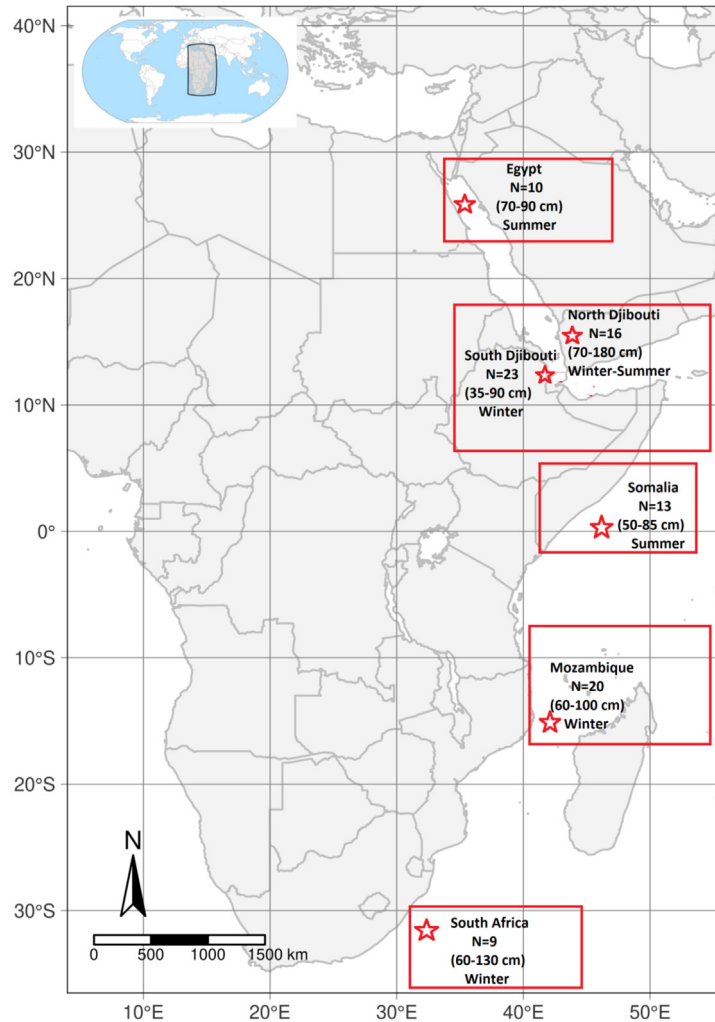 40°N
30°N
20°N
10°N
0°
10°S
20°S
30°S
Egypt
N=10
(70-90 cm)
Summer
North Djibouti
N=16
(70-180 cm)
Winter-Summer
South Djibouti
N=23
(35-90 cm)
Winter
Somalia
N=13
(50-85 cm)
Summer
Mozambique
N=20
(60-100 cm)
Winter
South Africa
N=9
(60-130 cm)
Winter
N
0 500 1000 1500 km
10°E 20°E 30°E 40°E 50°E